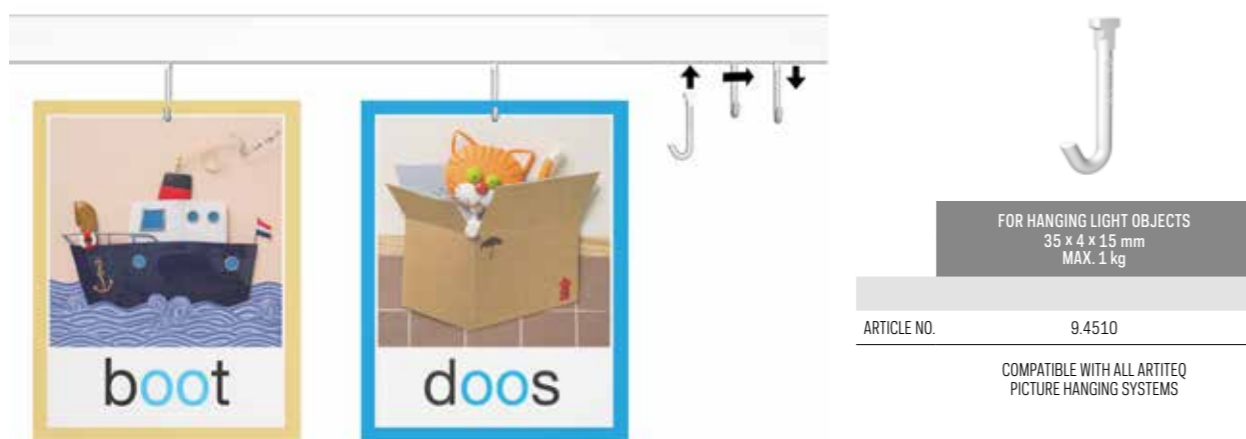 boot
doos
FOR HANGING LIGHT OBJECTS
35 x 4 x 15 mm
MAX. 1 kg
ARTICLE NO. 9.4510
COMPATIBLE WITH ALL ARTITEQ
PICTURE HANGING SYSTEMS